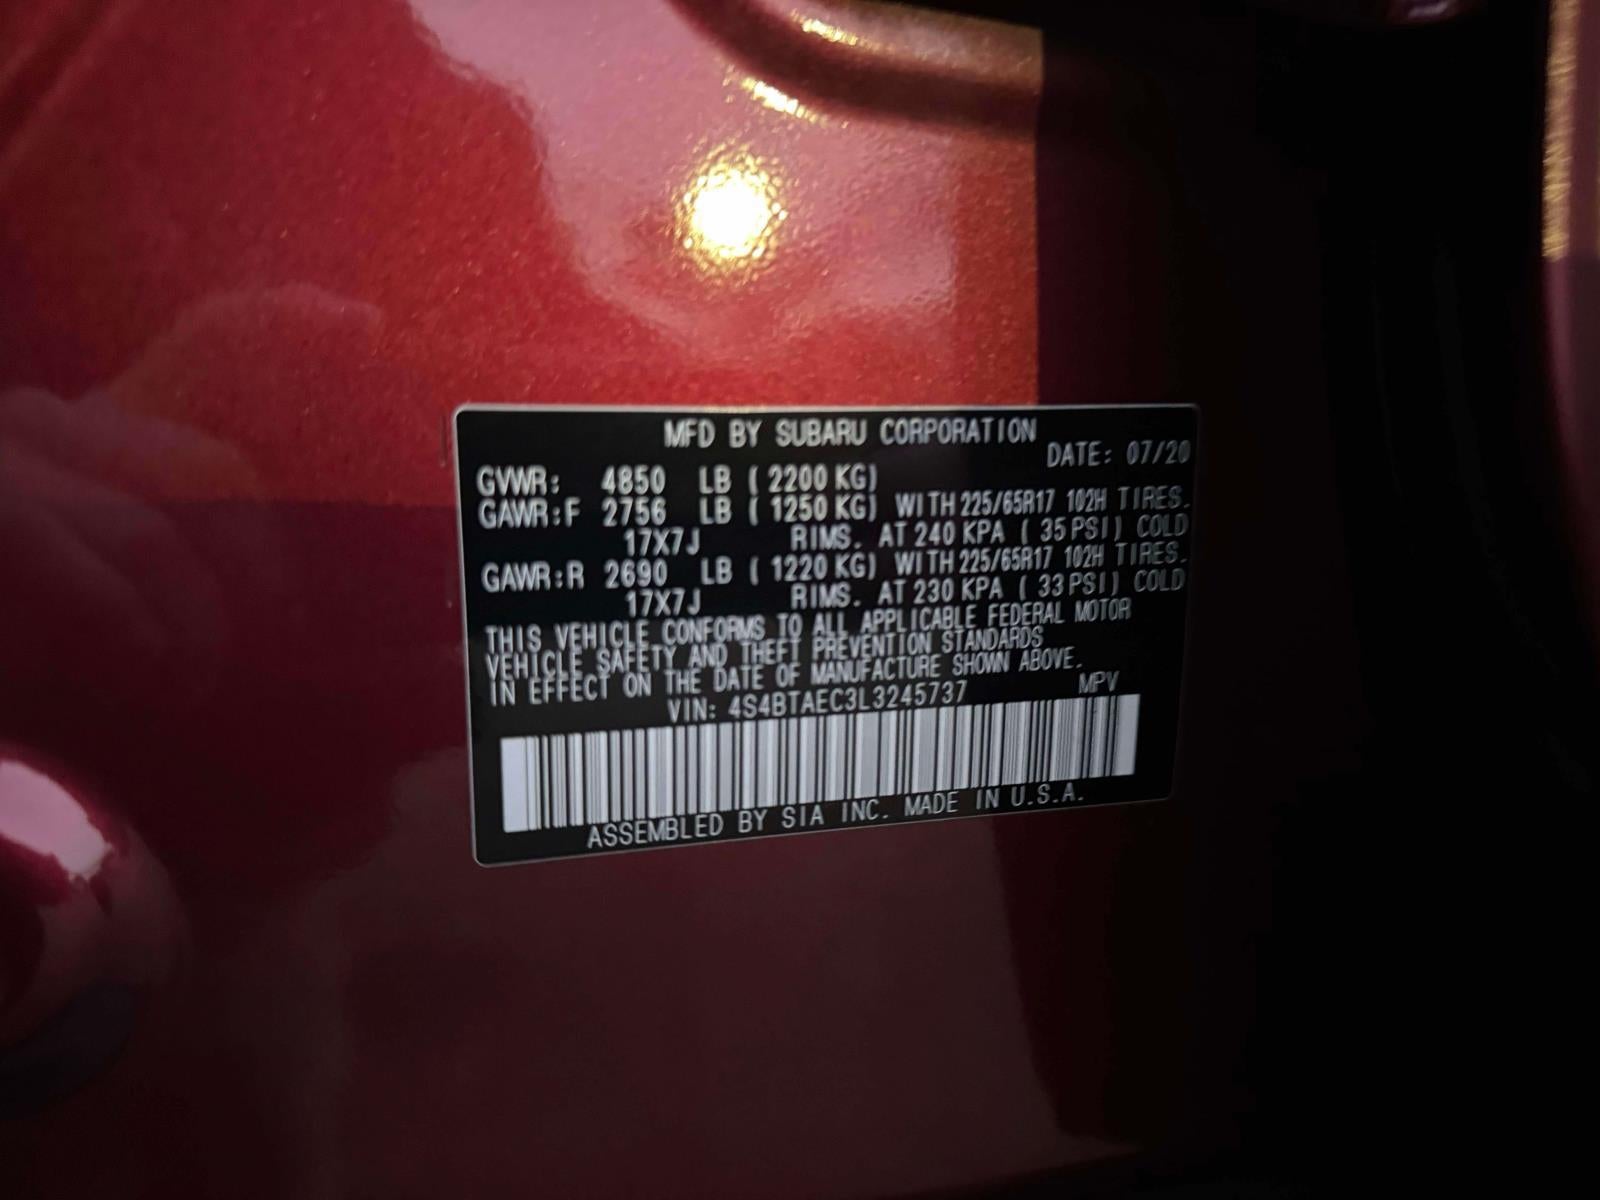 MFD BY SUBARU CORPORATION
DATE: 07/20
GVWR: 4850 LB ( 2200 KG)
GAWR:F 2756 LB ( 1250 KG) WITH 225/65R17 102H TIRES.
17X7J RIMS. AT 240 KPA ( 35 PSI) COLD
GAWR:R 2690 LB ( 1220 KG) WITH 225/65R17 102H TIRES.
17X7J RIMS. AT 230 KPA ( 33 PSI) COLD
THIS VEHICLE CONFORMS TO ALL APPLICABLE FEDERAL MOTOR
VEHICLE SAFETY AND THEFT PREVENTION STANDARDS
IN EFFECT ON THE DATE OF MANUFACTURE SHOWN ABOVE.
VIN: 4S4BTAEC3L3245737 MPV
ASSEMBLED BY SIA INC. MADE IN U.S.A.